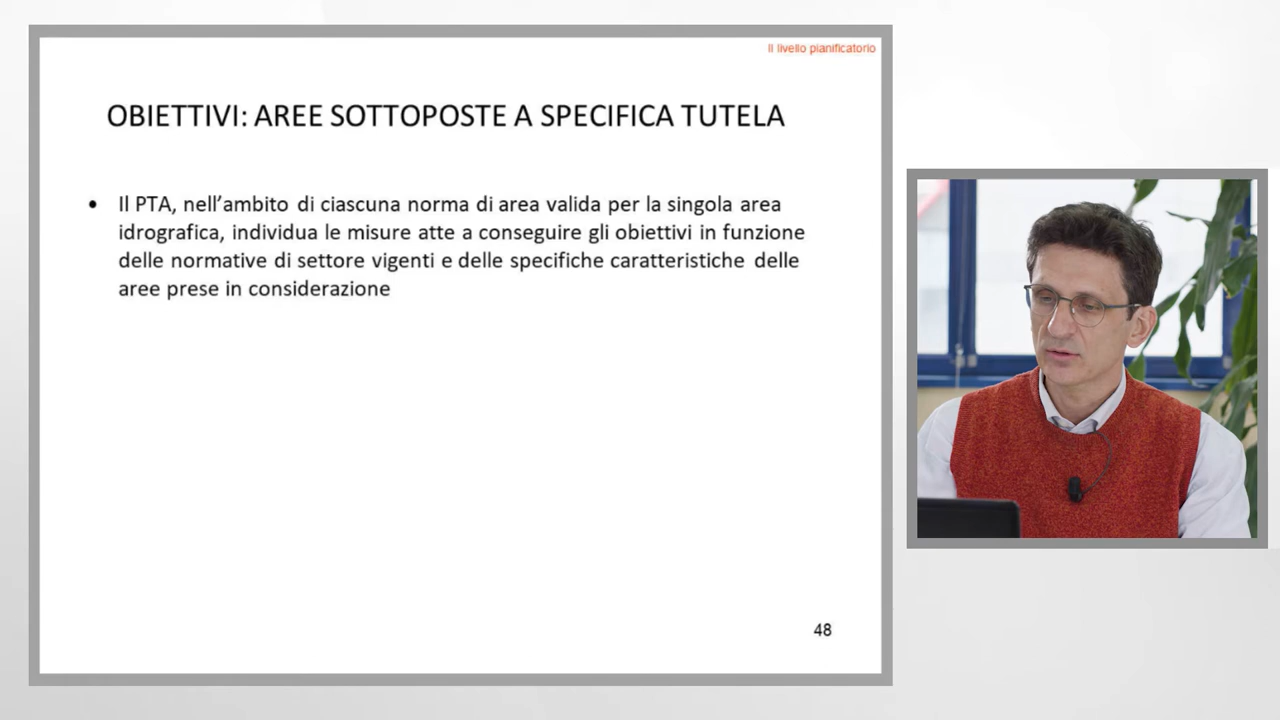 Il livello pianificatorio
OBIETTIVI: AREE SOTTOPOSTE A SPECIFICA TUTELA
• Il PTA, nell'ambito di ciascuna norma di area valida per la singola area
idrografica, individua le misure atte a conseguire gli obiettivi in funzione
delle normative di settore vigenti e delle specifiche caratteristiche delle
aree prese in considerazione
48